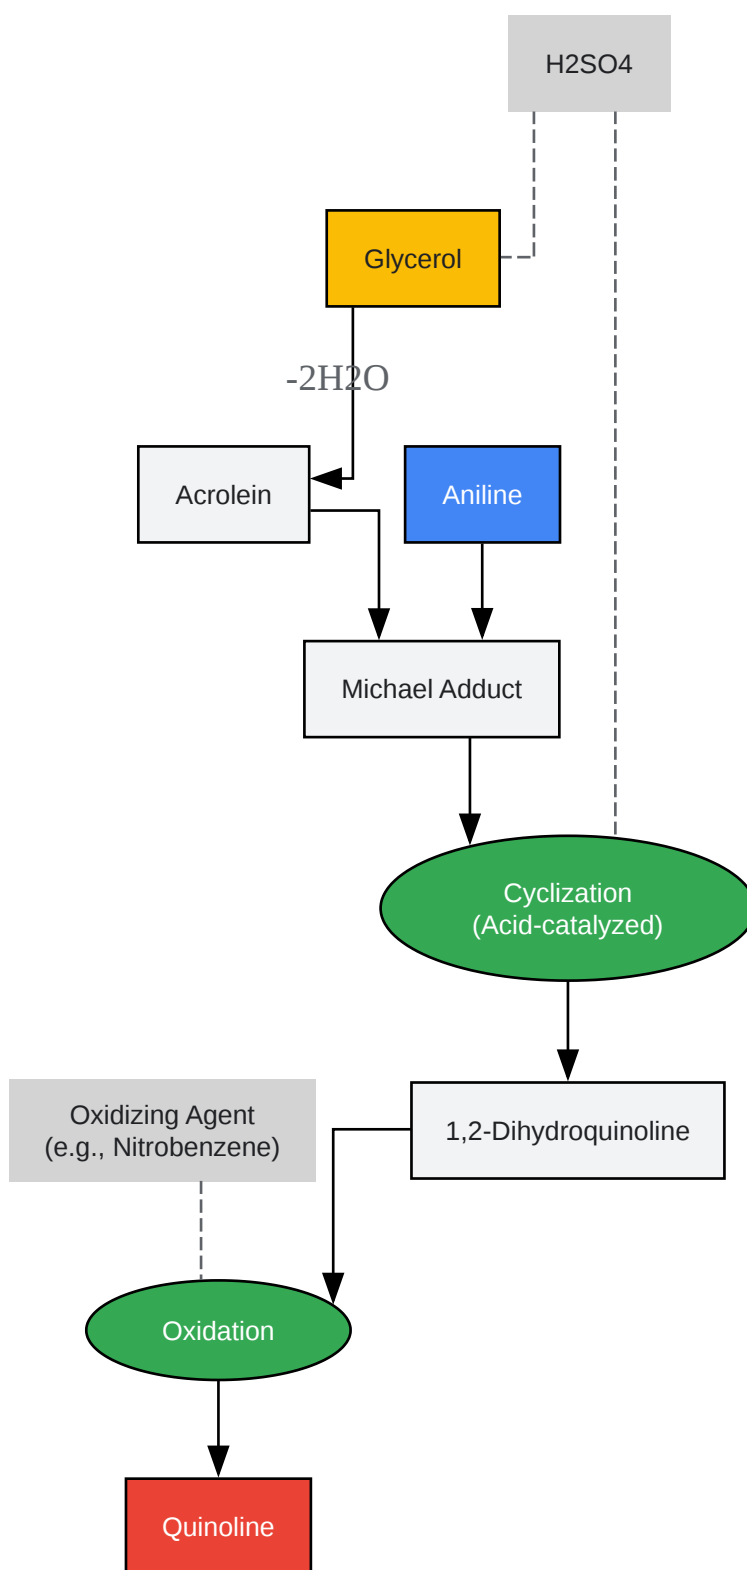 H2SO4
Glycerol
-2H2O
Acrolein
Aniline
Michael Adduct
Cyclization
(Acid-catalyzed)
1,2-Dihydroquinoline
Oxidizing Agent
(e.g., Nitrobenzene)
Oxidation
Quinoline